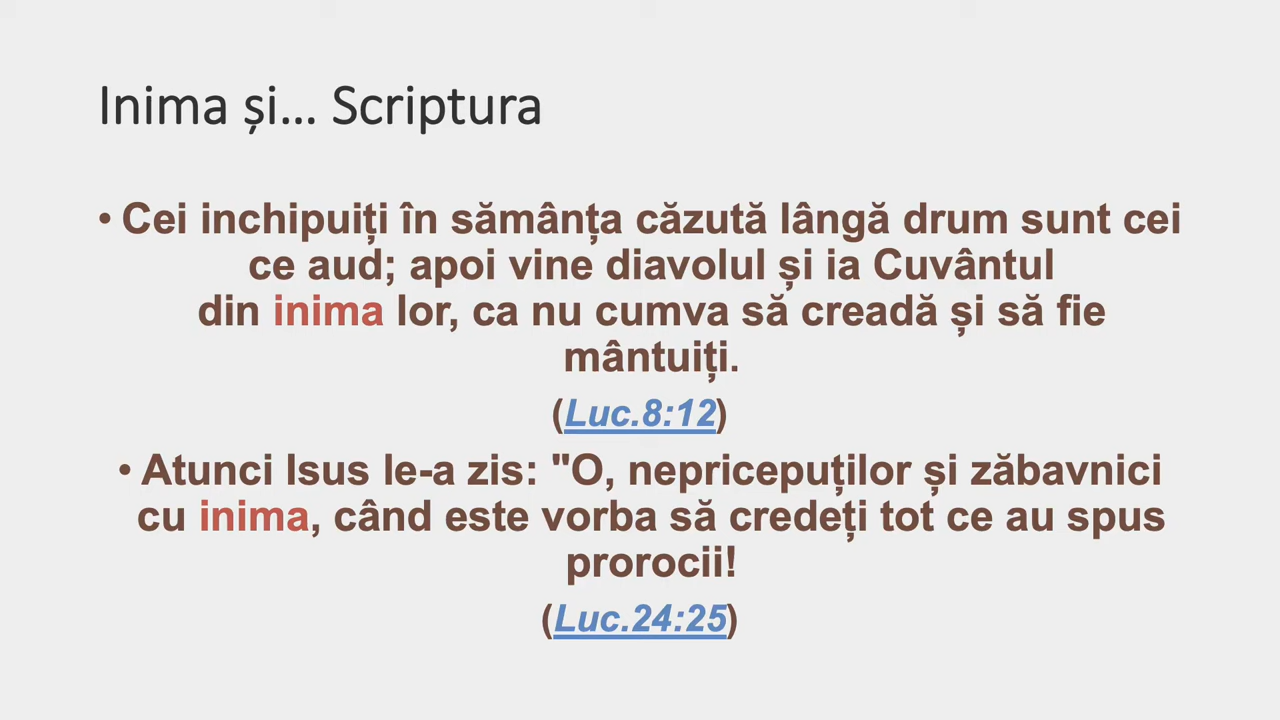 Inima și... Scriptura
• Cei inchipuiți în sămânța căzută lângă drum sunt cei
ce aud; apoi vine diavolul și ia Cuvântul
din inima lor, ca nu cumva să creadă și să fie
mântuiți.
(Luc.8:12)
• Atunci Isus le-a zis: "O, nepricepuților și zăbavnici
cu inima, când este vorba să credeți tot ce au spus
prorocii!
(Luc.24:25)